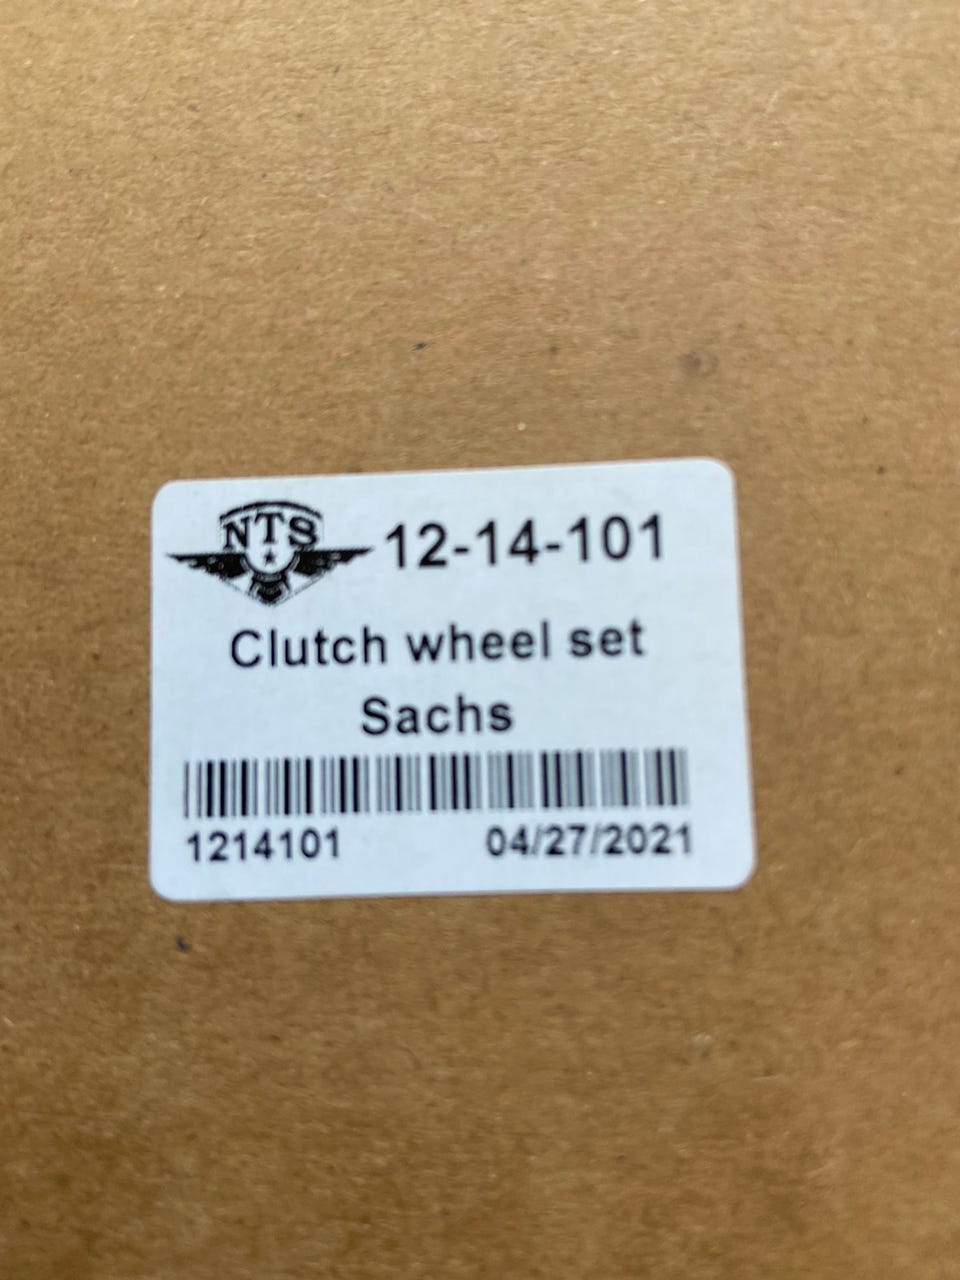 NTS 12-14-101
Clutch wheel set
Sachs
1214101 04/27/2021